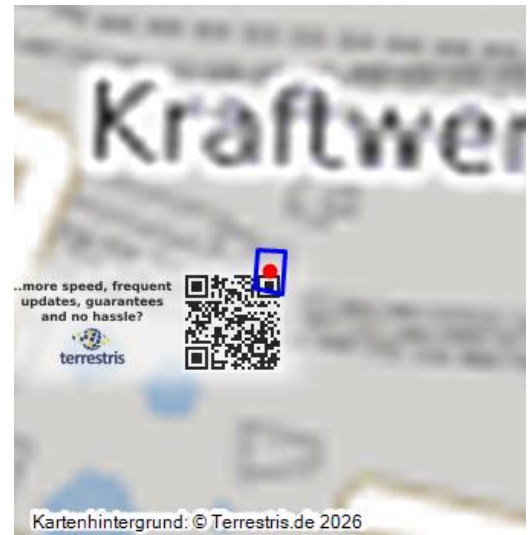 Kraftwer
...more speed, frequent
updates, guarantees
and no hassle?
terrestris
Kartenhintergrund: © Terrestris.de 2026